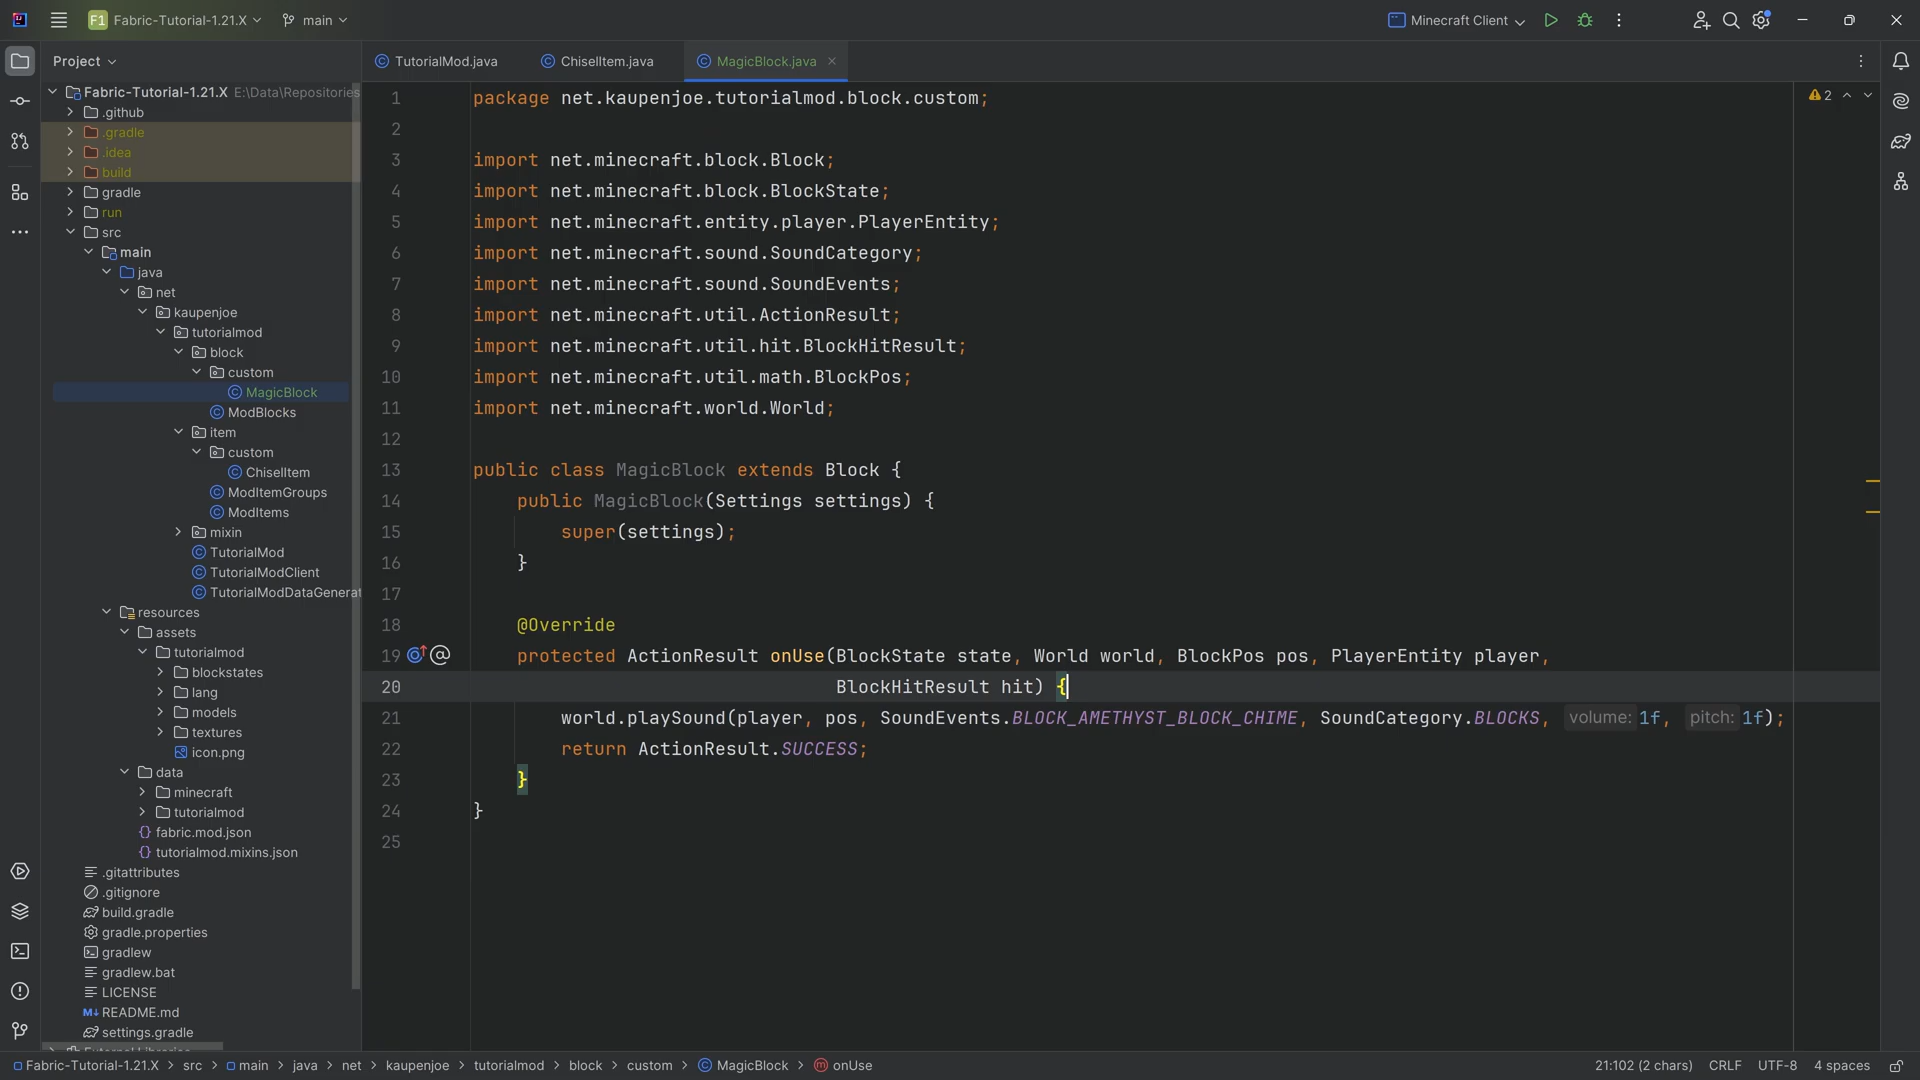 F1 Fabric-Tutorial-1.21.X main Minecraft Client
Project
TutorialMod.java ChiselItem.java MagicBlock.java
Fabric-Tutorial-1.21.X E:\Data\Repositories
.github
.gradle
.idea
build
gradle
run
src
main
java
net
kaupenjoe
tutorialmod
block
custom
MagicBlock
ModBlocks
item
custom
ChiselItem
ModItemGroups
ModItems
mixin
TutorialMod
TutorialModClient
TutorialModDataGenerat
resources
assets
tutorialmod
blockstates
lang
models
textures
icon.png
data
minecraft
tutorialmod
fabric.mod.json
tutorialmod.mixins.json
.gitattributes
.gitignore
build.gradle
gradle.properties
gradlew
gradlew.bat
LICENSE
M↓ README.md
settings.gradle
2
1 package net.kaupenjoe.tutorialmod.block.custom;
2
3 import net.minecraft.block.Block;
4 import net.minecraft.block.BlockState;
5 import net.minecraft.entity.player.PlayerEntity;
6 import net.minecraft.sound.SoundCategory;
7 import net.minecraft.sound.SoundEvents;
8 import net.minecraft.util.ActionResult;
9 import net.minecraft.util.hit.BlockHitResult;
10 import net.minecraft.util.math.BlockPos;
11 import net.minecraft.world.World;
12
13 public class MagicBlock extends Block {
14 public MagicBlock(Settings settings) {
15 super(settings);
16 }
17
18 @Override
19 protected ActionResult onUse(BlockState state, World world, BlockPos pos, PlayerEntity player,
20 BlockHitResult hit) {
21 world.playSound(player, pos, SoundEvents.BLOCK_AMETHYST_BLOCK_CHIME, SoundCategory.BLOCKS, volume: 1f, pitch: 1f);
22 return ActionResult.SUCCESS;
23 }
24 }
25
Fabric-Tutorial-1.21.X > src > main > java > net > kaupenjoe > tutorialmod > block > custom > MagicBlock > onUse 21:102 (2 chars) CRLF UTF-8 4 spaces